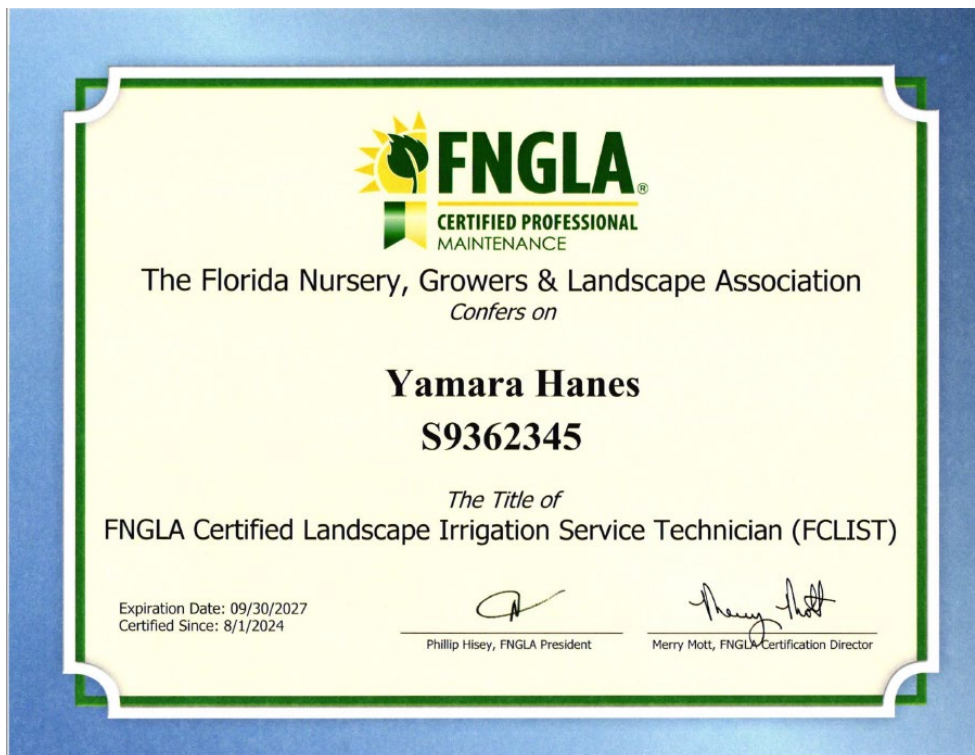 FNGLA®
CERTIFIED PROFESSIONAL
MAINTENANCE
The Florida Nursery, Growers & Landscape Association
Confers on
Yamara Hanes
S9362345
The Title of
FNGLA Certified Landscape Irrigation Service Technician (FCLIST)
Expiration Date: 09/30/2027
Certified Since: 8/1/2024
Merry Mott
Phillip Hisey, FNGLA President
Merry Mott, FNGLA Certification Director